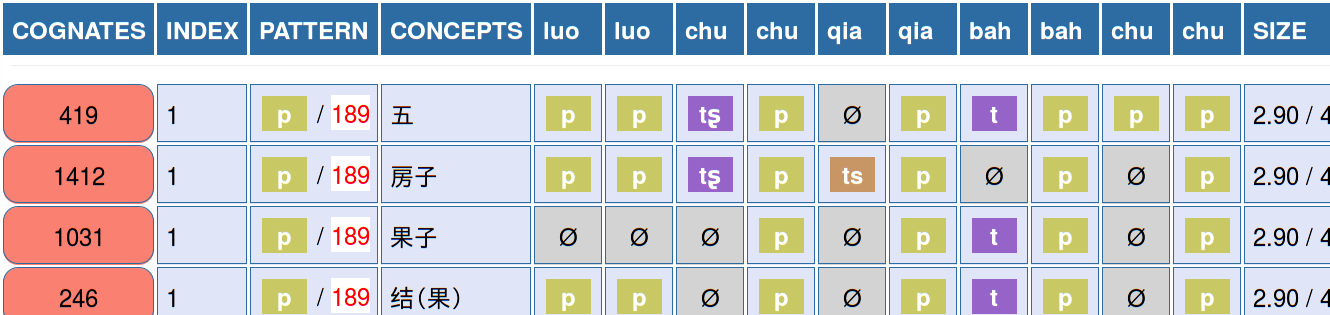 COGNATES INDEX PATTERN CONCEPTS luo luo chu chu qia qia bah bah chu chu SIZE
419 1 p / 189 五 p p tʂ p Ø p t p p p 2.90 / 4
1412 1 p / 189 房子 p p tʂ p ts p Ø p Ø p 2.90 / 4
1031 1 p / 189 果子 Ø Ø Ø p Ø p t p Ø p 2.90 / 4
246 1 p / 189 结(果) p p Ø p Ø p t p Ø p 2.90 / 4